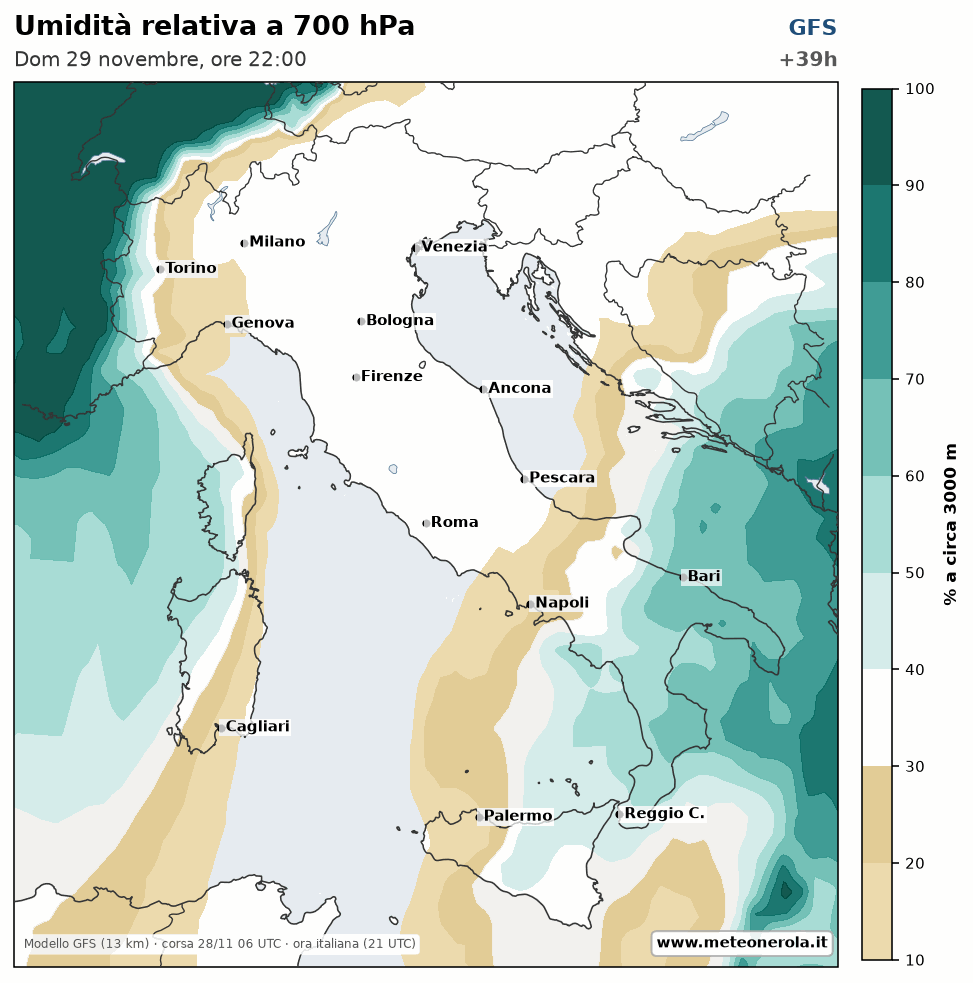 Umidità relativa a 700 hPa
GFS
Dom 29 novembre, ore 22:00
+39h
Milano
Venezia
Torino
Genova
Bologna
Firenze
Ancona
Pescara
Roma
Bari
Napoli
Cagliari
Palermo
Reggio C.
100
90
80
70
60
50
40
30
20
10
% a circa 3000 m
Modello GFS (13 km) · corsa 28/11 06 UTC · ora italiana (21 UTC)
www.meteonerola.it